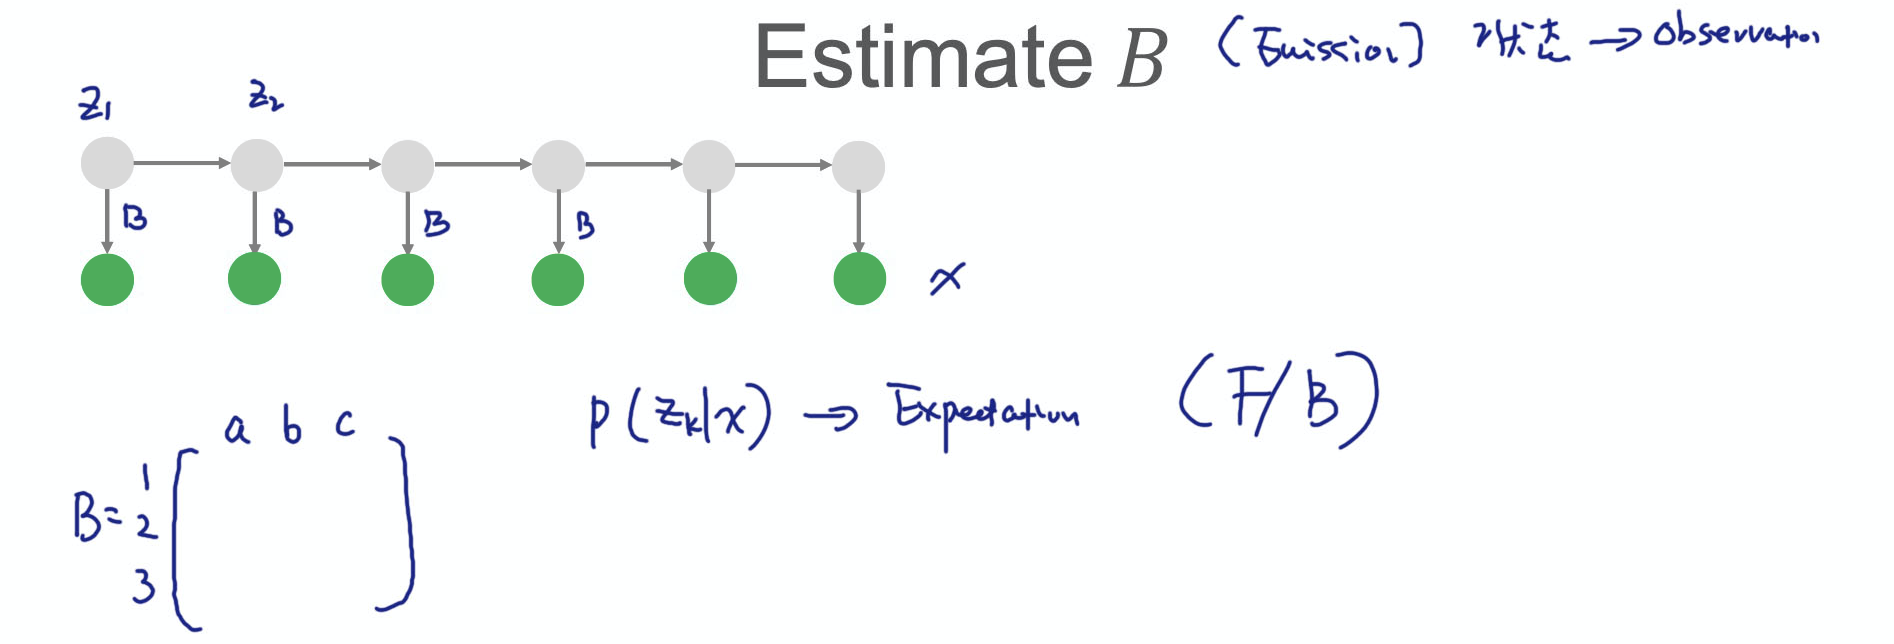 Estimate B (Emission) 状态 → observation
z1 z2
B B B B
x
p(zk|x) → Expectation (F/B)
a b c
1
B= 2
3